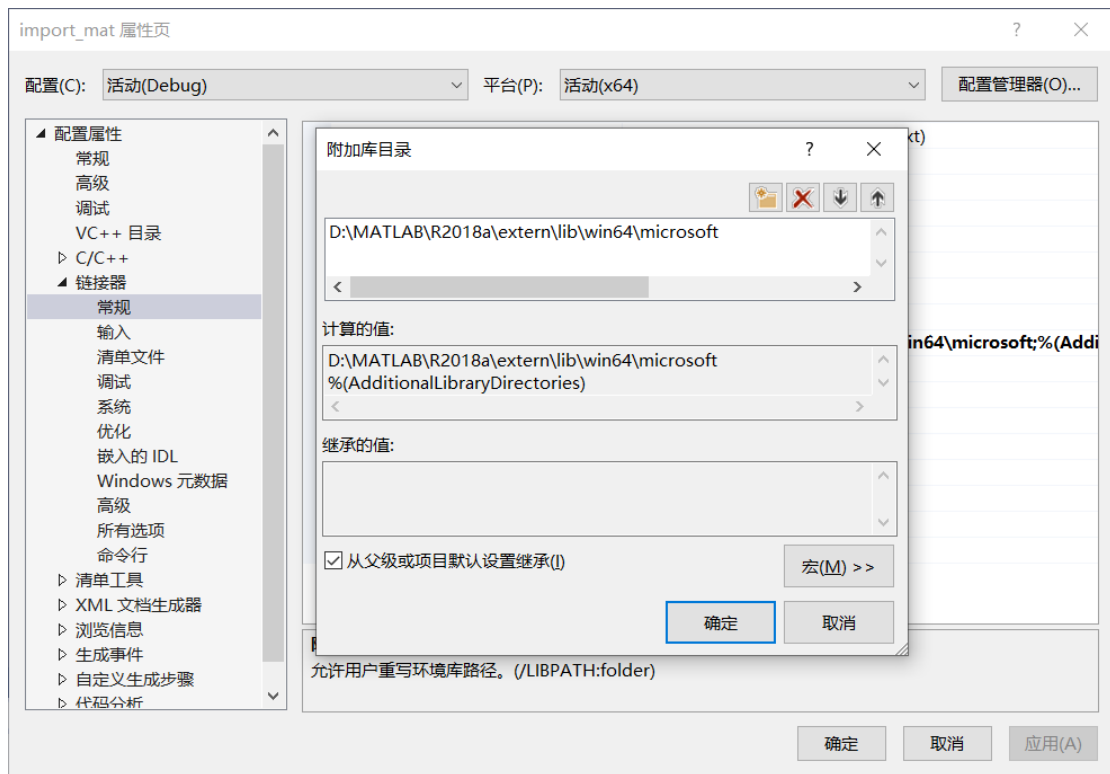 import_mat 属性页
配置(C): 活动(Debug) 平台(P): 活动(x64) 配置管理器(O)...
配置属性
常规
高级
调试
VC++ 目录
C/C++
链接器
常规
输入
清单文件
调试
系统
优化
嵌入的 IDL
Windows 元数据
高级
所有选项
命令行
清单工具
XML 文档生成器
浏览信息
生成事件
自定义生成步骤
代码分析
xt)
in64\microsoft;%(Addi
附加库目录
D:\MATLAB\R2018a\extern\lib\win64\microsoft
计算的值:
D:\MATLAB\R2018a\extern\lib\win64\microsoft
%(AdditionalLibraryDirectories)
继承的值:
从父级或项目默认设置继承(I)
宏(M) >>
确定 取消
允许用户重写环境库路径。(/LIBPATH:folder)
确定 取消 应用(A)